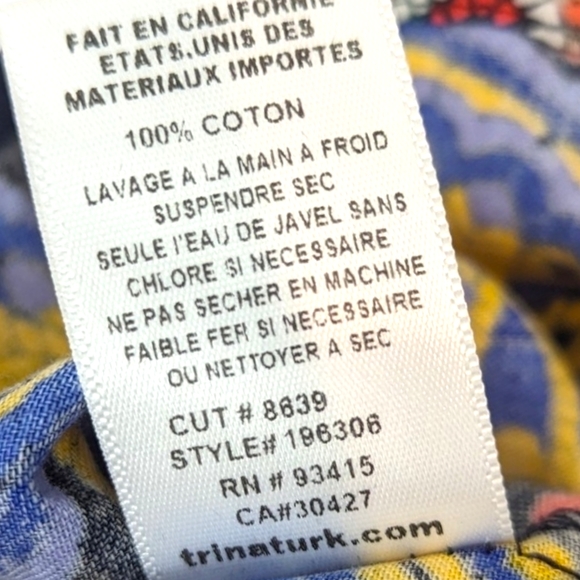 FAIT EN CALIFORNIE
ETATS.UNIS DES
MATERIAUX IMPORTES
100% COTON
LAVAGE A LA MAIN A FROID
SUSPENDRE SEC
SEULE l'EAU DE JAVEL SANS
CHLORE SI NECESSAIRE
NE PAS SECHER EN MACHINE
FAIBLE FER SI NECESSAIRE
OU NETTOYER A SEC
CUT # 8639
STYLE# 196306
RN # 93415
CA#30427
trinaturk.com